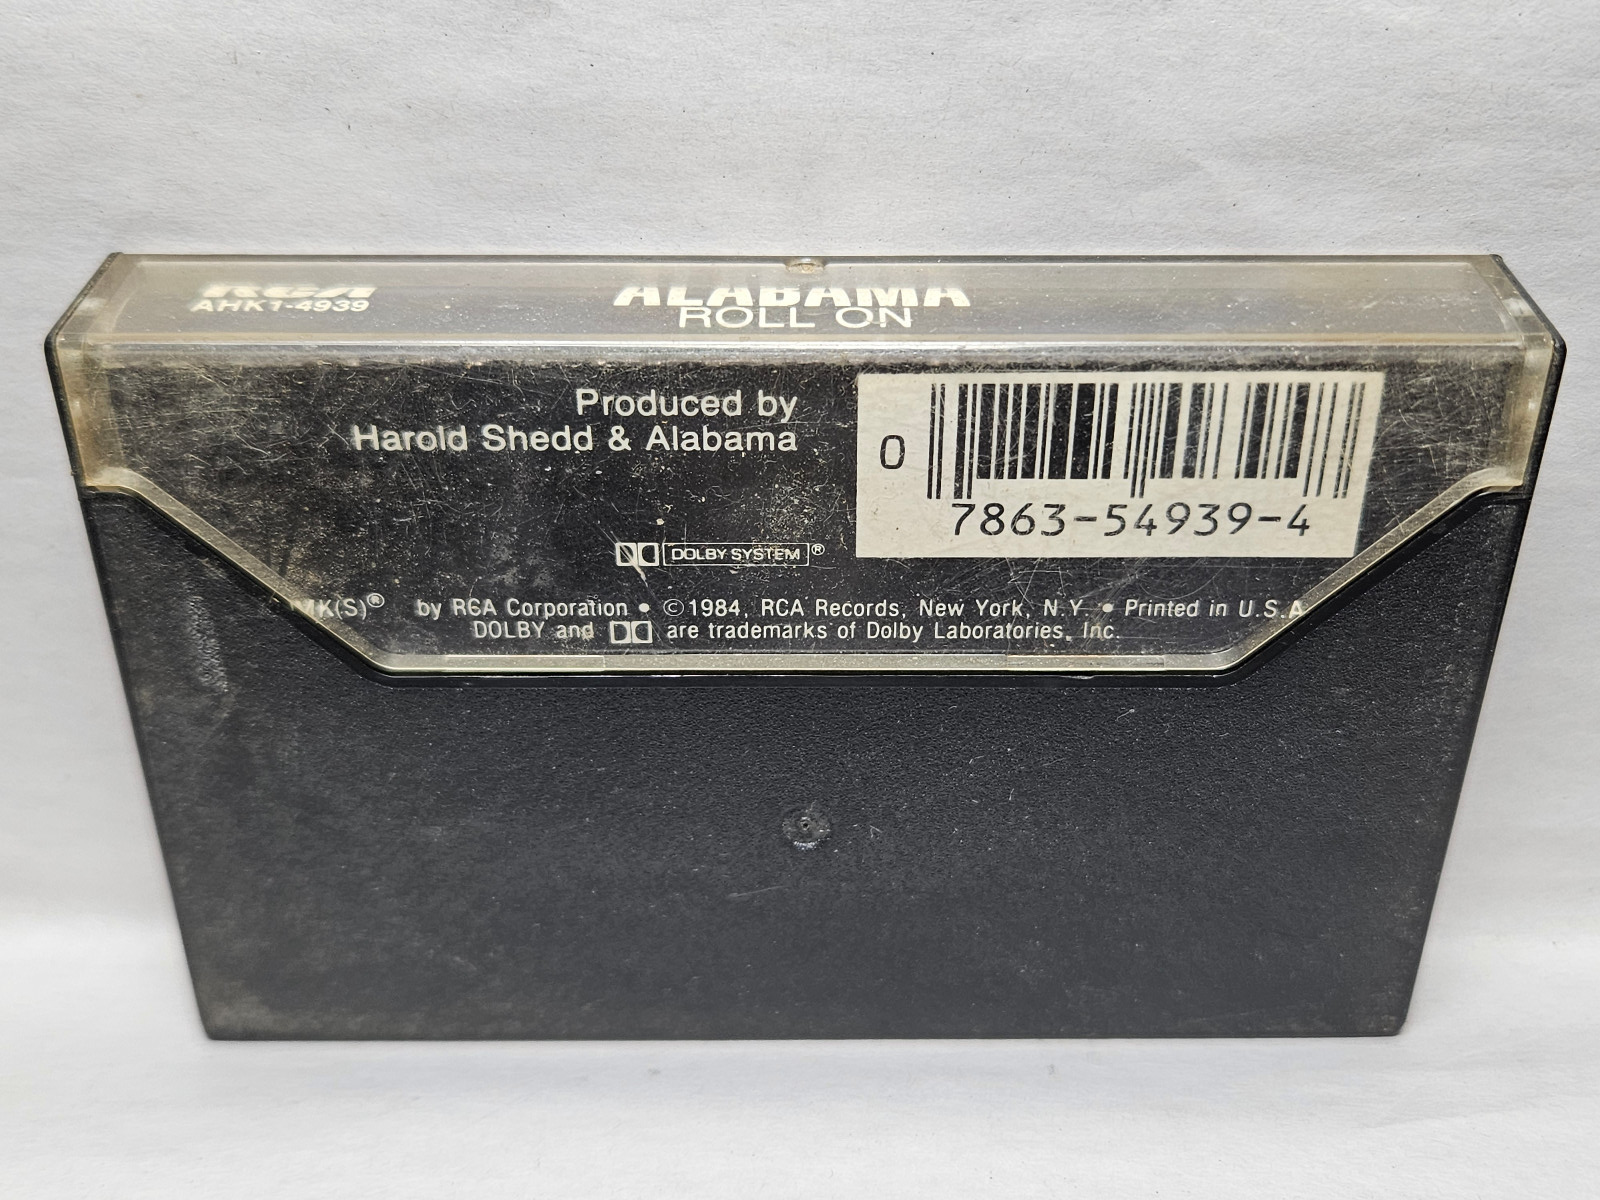 RCA
AHK1-4939
ALABAMA
ROLL ON
Produced by
Harold Shedd & Alabama
0
7863-54939-4
DOLBY SYSTEM®
MK(S)® by RCA Corporation • ©1984, RCA Records, New York, N.Y. • Printed in U.S.A.
DOLBY and are trademarks of Dolby Laboratories, Inc.